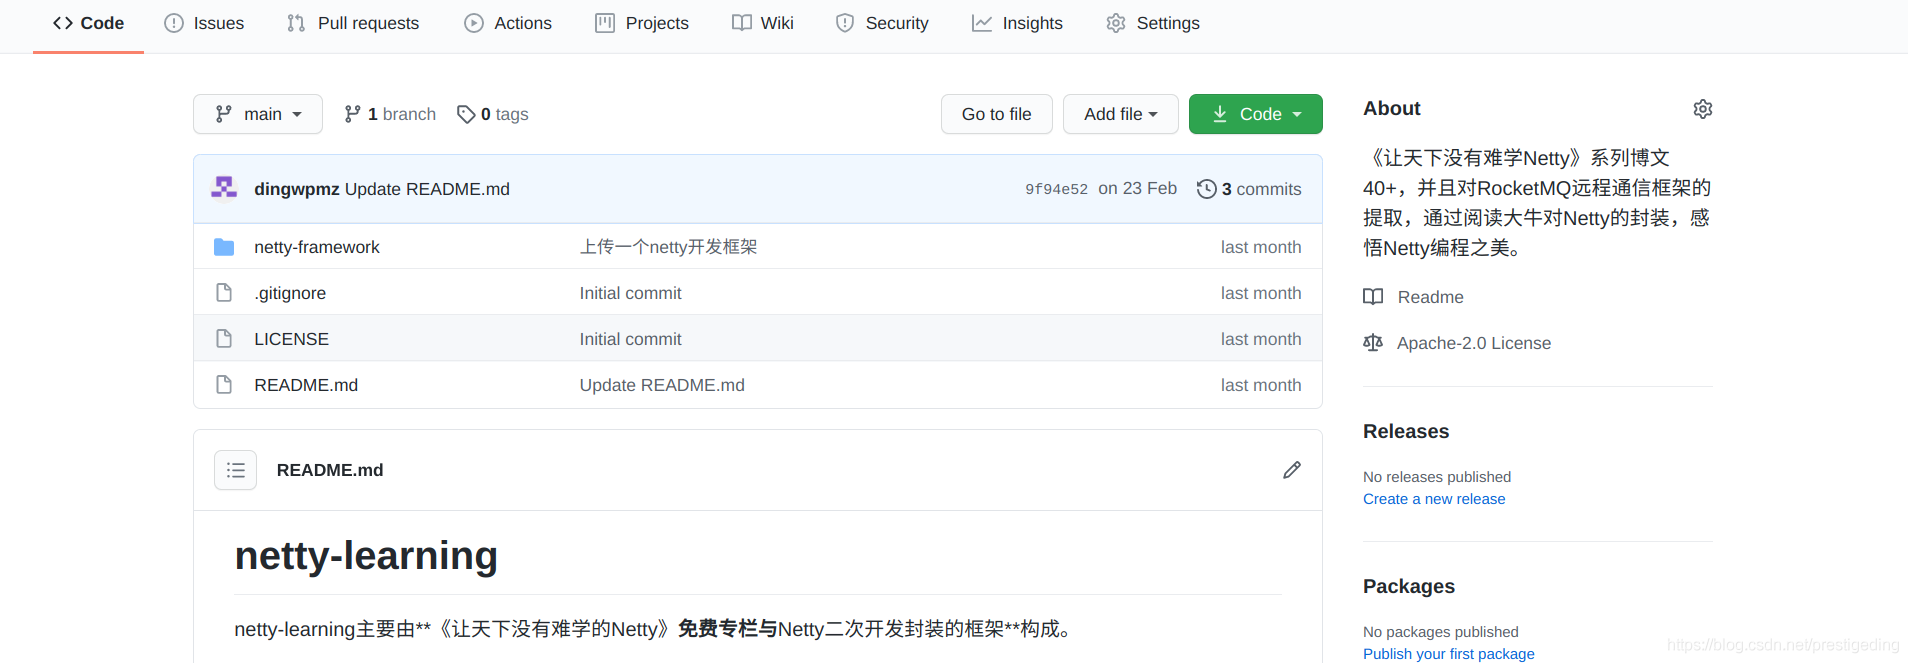 Code Issues Pull requests Actions Projects Wiki Security Insights Settings
main 1 branch 0 tags Go to file Add file Code
dingwpmz Update README.md 9f94e52 on 23 Feb 3 commits
netty-framework 上传一个netty开发框架 last month
.gitignore Initial commit last month
LICENSE Initial commit last month
README.md Update README.md last month
README.md
netty-learning
netty-learning主要由**《让天下没有难学的Netty》免费专栏与Netty二次开发封装的框架**构成。
About
《让天下没有难学Netty》系列博文
40+，并且对RocketMQ远程通信框架的
提取，通过阅读大牛对Netty的封装，感
悟Netty编程之美。
Readme
Apache-2.0 License
Releases
No releases published
Create a new release
Packages
No packages published
Publish your first package
https://blog.csdn.net/prestigeding